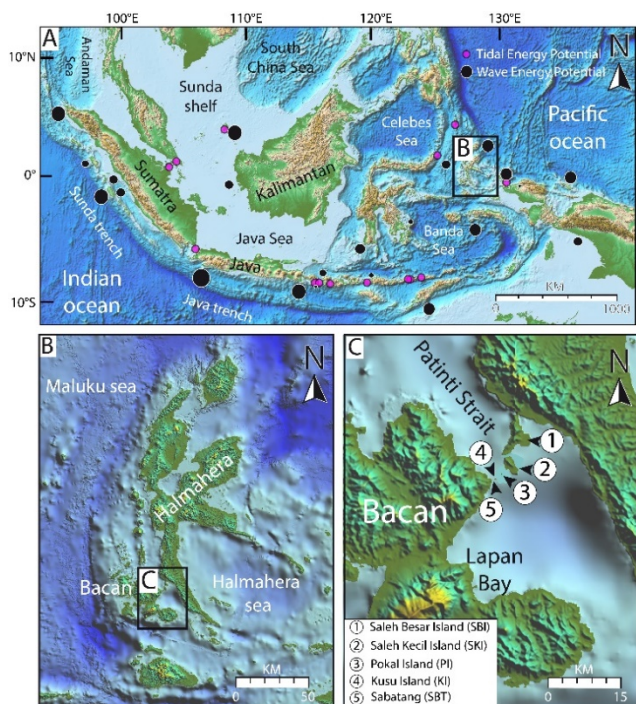 100°E
110°E
120°E
130°E
A
10°N
0°
10°S
Andaman
Sea
South
China Sea
Tidal Energy Potential
Wave Energy Potential
N
Sunda
shelf
Celebes
Sea
Pacific
ocean
B
Sumatra
Kalimantan
Sunda trench
Java Sea
Banda
Sea
Java
Indian
ocean
Java trench
KM
0
1000
B
N
Maluku sea
Halmahera
Bacan
C
Halmahera
sea
KM
0
50
C
N
Patinti Strait
1
2
3
4
5
Bacan
Lapan
Bay
1 Saleh Besar Island (SBI)
2 Saleh Kecil Island (SKI)
3 Pokal Island (PI)
4 Kusu Island (KI)
5 Sabatang (SBT)
KM
0
15